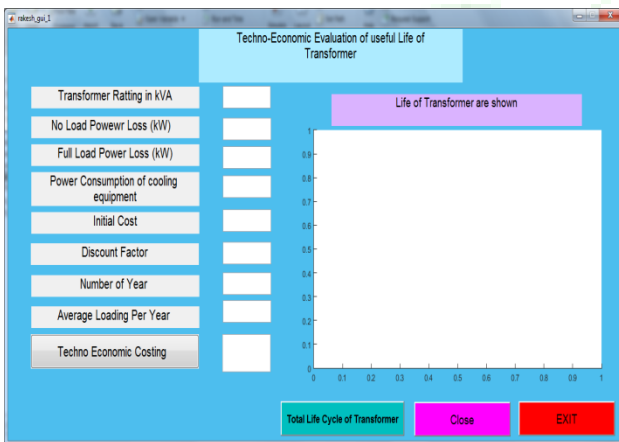 rakesh_gui_1
Techno-Economic Evaluation of useful Life of
Transformer
Transformer Ratting in kVA
No Load Powewr Loss (kW)
Full Load Power Loss (kW)
Power Consumption of cooling
equipment
Initial Cost
Discount Factor
Number of Year
Average Loading Per Year
Techno Economic Costing
Life of Transformer are shown
1
0.9
0.8
0.7
0.6
0.5
0.4
0.3
0.2
0.1
0
0 0.1 0.2 0.3 0.4 0.5 0.6 0.7 0.8 0.9 1
Total Life Cycle of Transformer
Close
EXIT